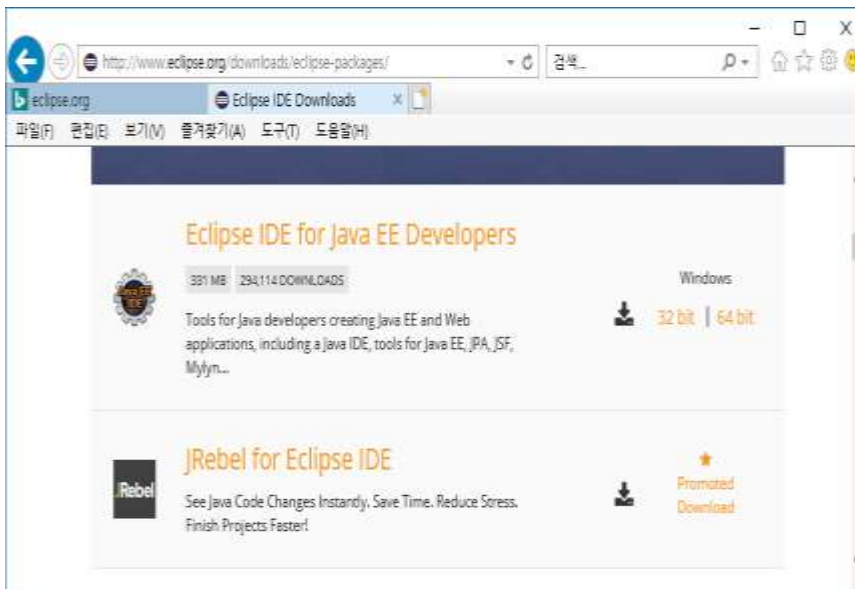 http://www.eclipse.org/downloads/eclipse-packages/
검색...
eclipse.org
Eclipse IDE Downloads
파일(F) 편집(E) 보기(V) 즐겨찾기(A) 도구(T) 도움말(H)
Eclipse IDE for Java EE Developers
331 MB 294,114 DOWNLOADS
Java EE
IDE
Tools for Java developers creating Java EE and Web
applications, including a Java IDE, tools for Java EE, JPA, JSF,
Mylyn...
Windows
32 bit | 64 bit
JRebel for Eclipse IDE
JRebel
See Java Code Changes Instantly. Save Time. Reduce Stress.
Finish Projects Faster!
Promoted
Download